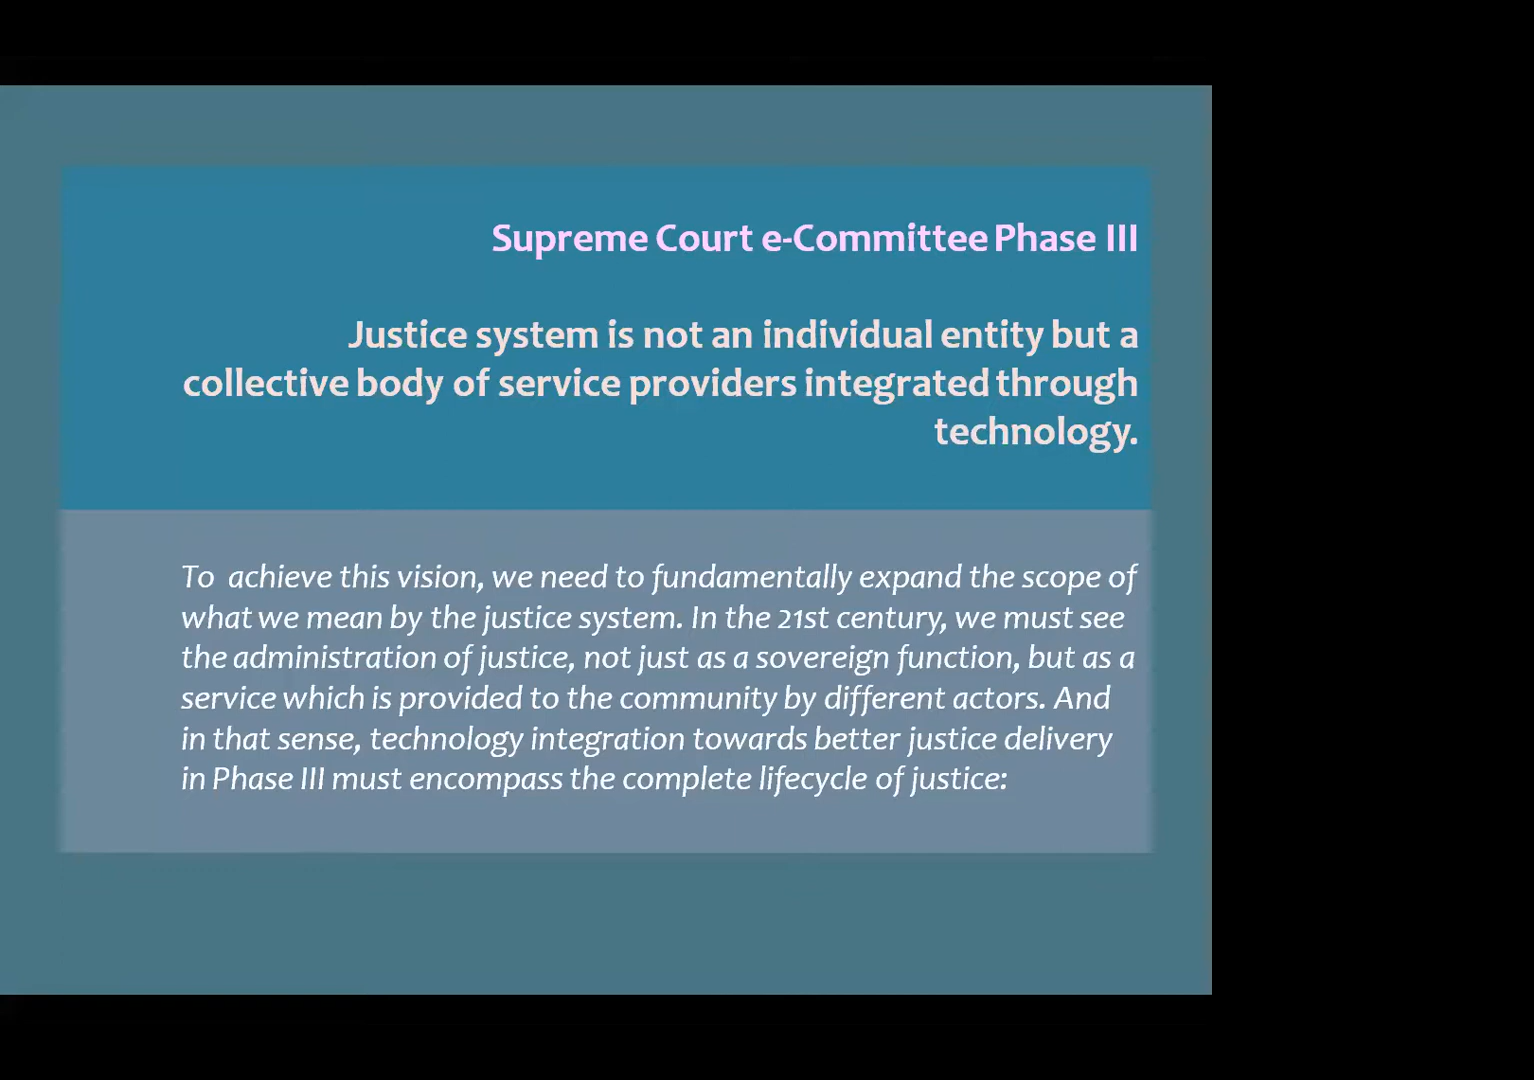 Supreme Court e-Committee Phase III
Justice system is not an individual entity but a
collective body of service providers integrated through
technology.
To achieve this vision, we need to fundamentally expand the scope of
what we mean by the justice system. In the 21st century, we must see
the administration of justice, not just as a sovereign function, but as a
service which is provided to the community by different actors. And
in that sense, technology integration towards better justice delivery
in Phase III must encompass the complete lifecycle of justice: